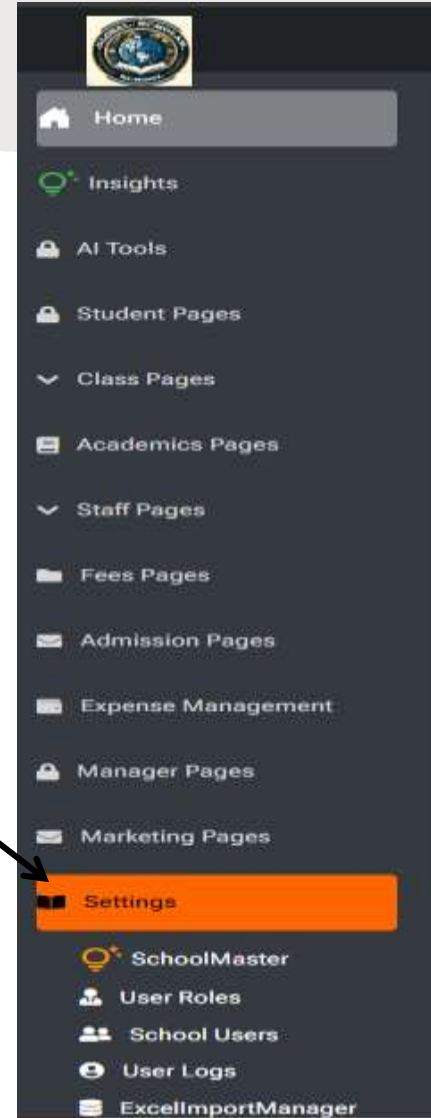 Home
Insights
AI Tools
Student Pages
Class Pages
Academics Pages
Staff Pages
Fees Pages
Admission Pages
Expense Management
Manager Pages
Marketing Pages
Settings
SchoolMaster
User Roles
School Users
User Logs
ExcelImportManager